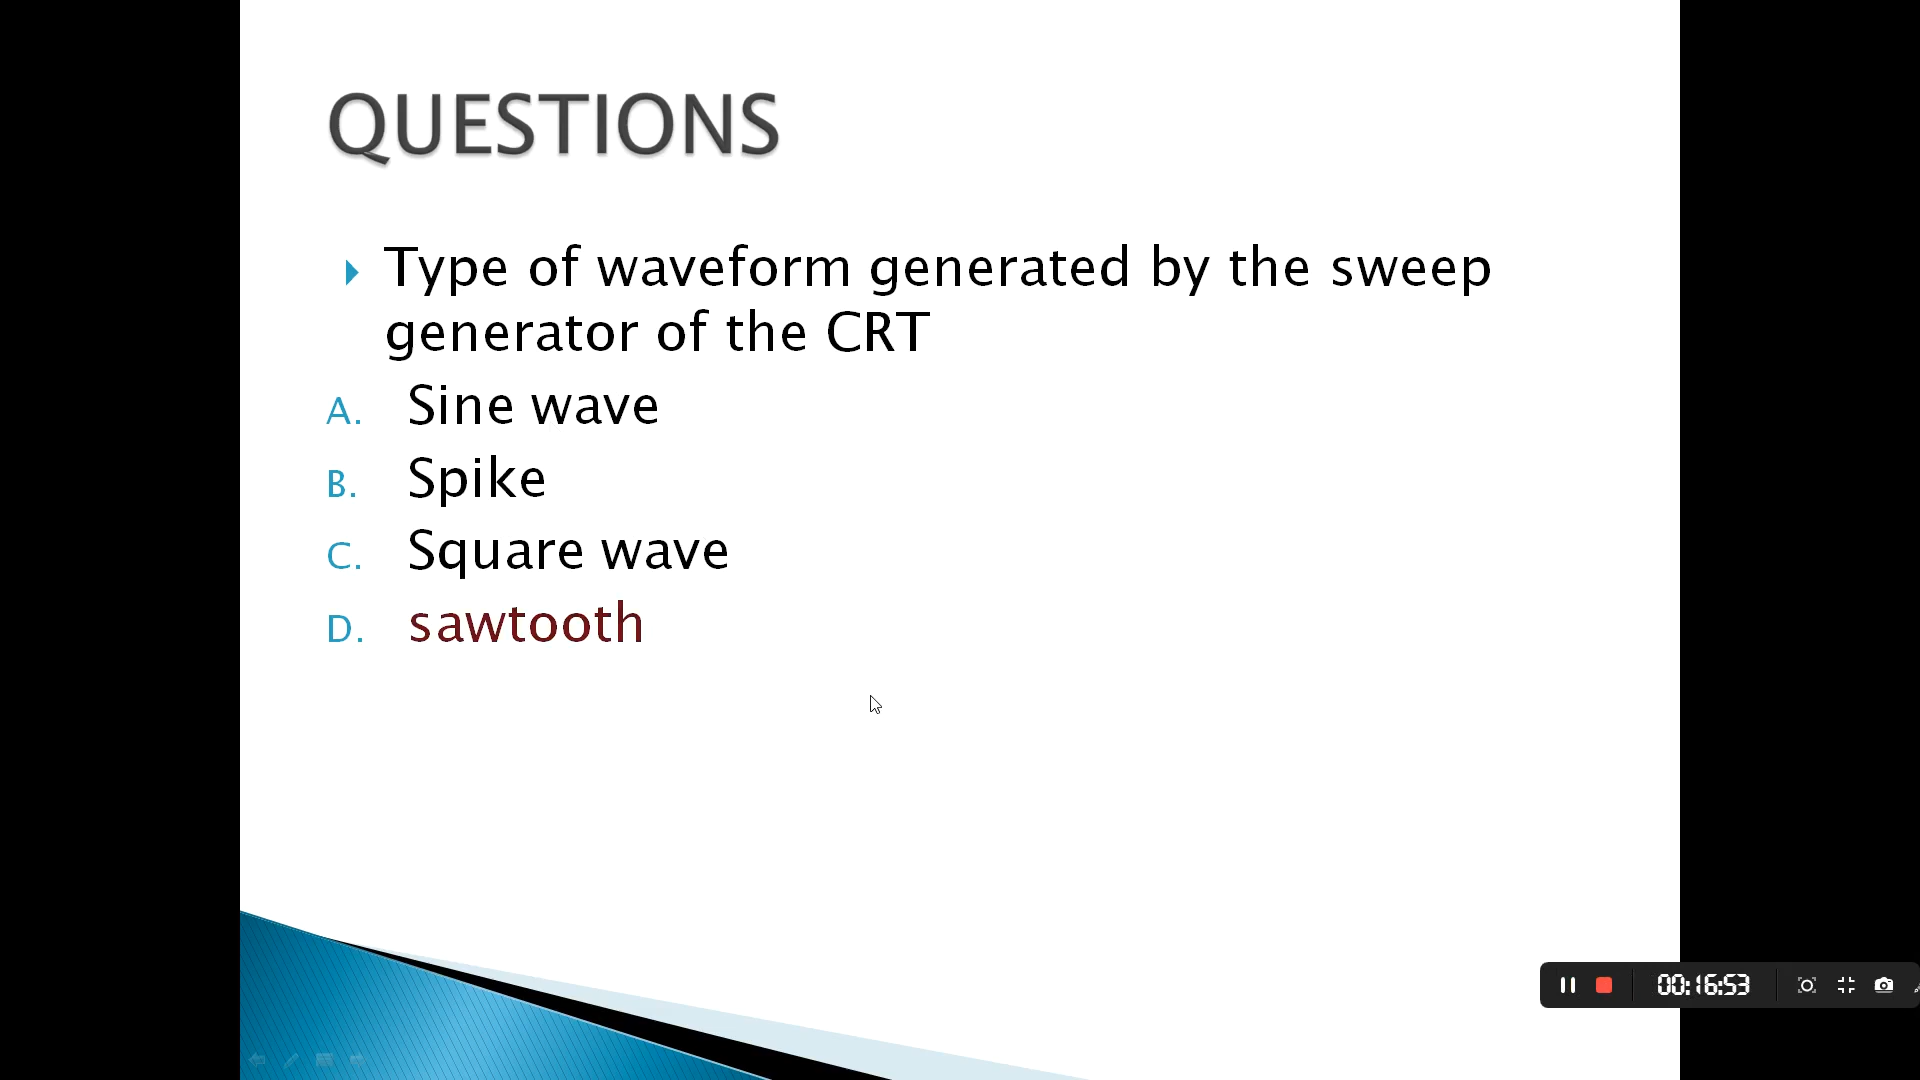 QUESTIONS
Type of waveform generated by the sweep
generator of the CRT
A. Sine wave
B. Spike
C. Square wave
D. sawtooth
00:16:53